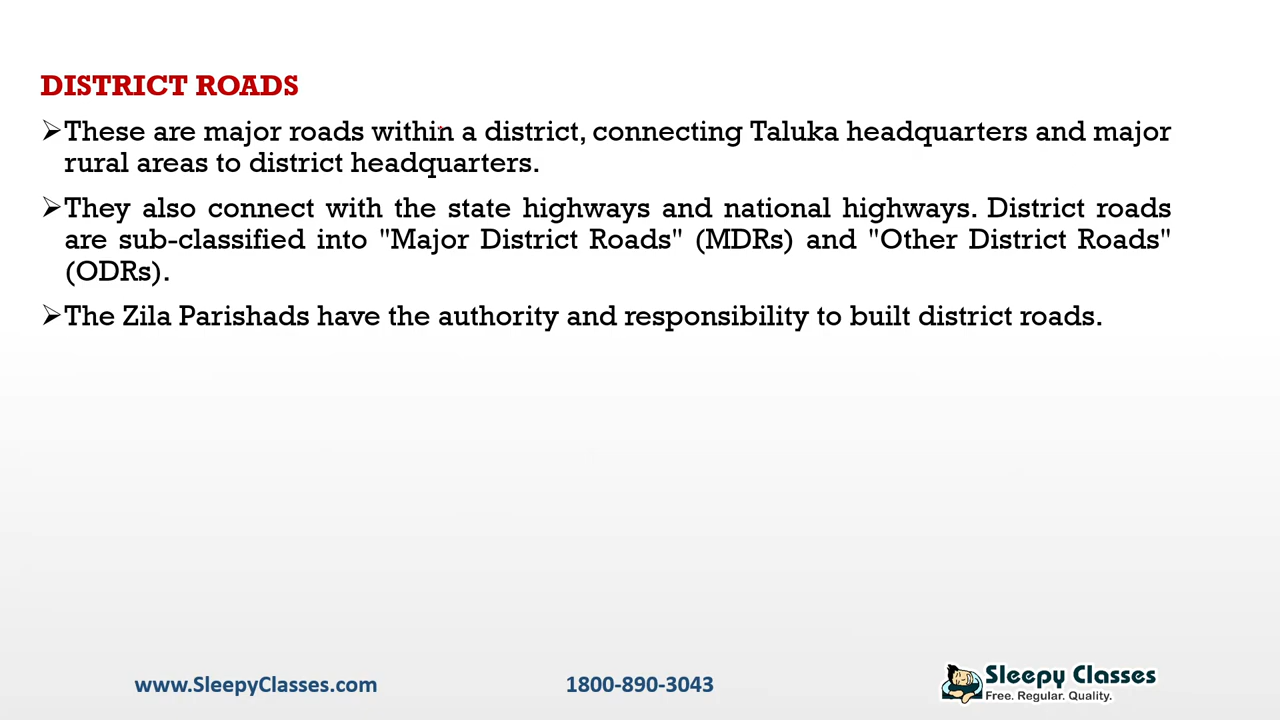 DISTRICT ROADS
➢These are major roads within a district, connecting Taluka headquarters and major
rural areas to district headquarters.
➢They also connect with the state highways and national highways. District roads
are sub-classified into "Major District Roads" (MDRs) and "Other District Roads"
(ODRs).
➢The Zila Parishads have the authority and responsibility to built district roads.
www.SleepyClasses.com
1800-890-3043
Sleepy Classes
Free. Regular. Quality.